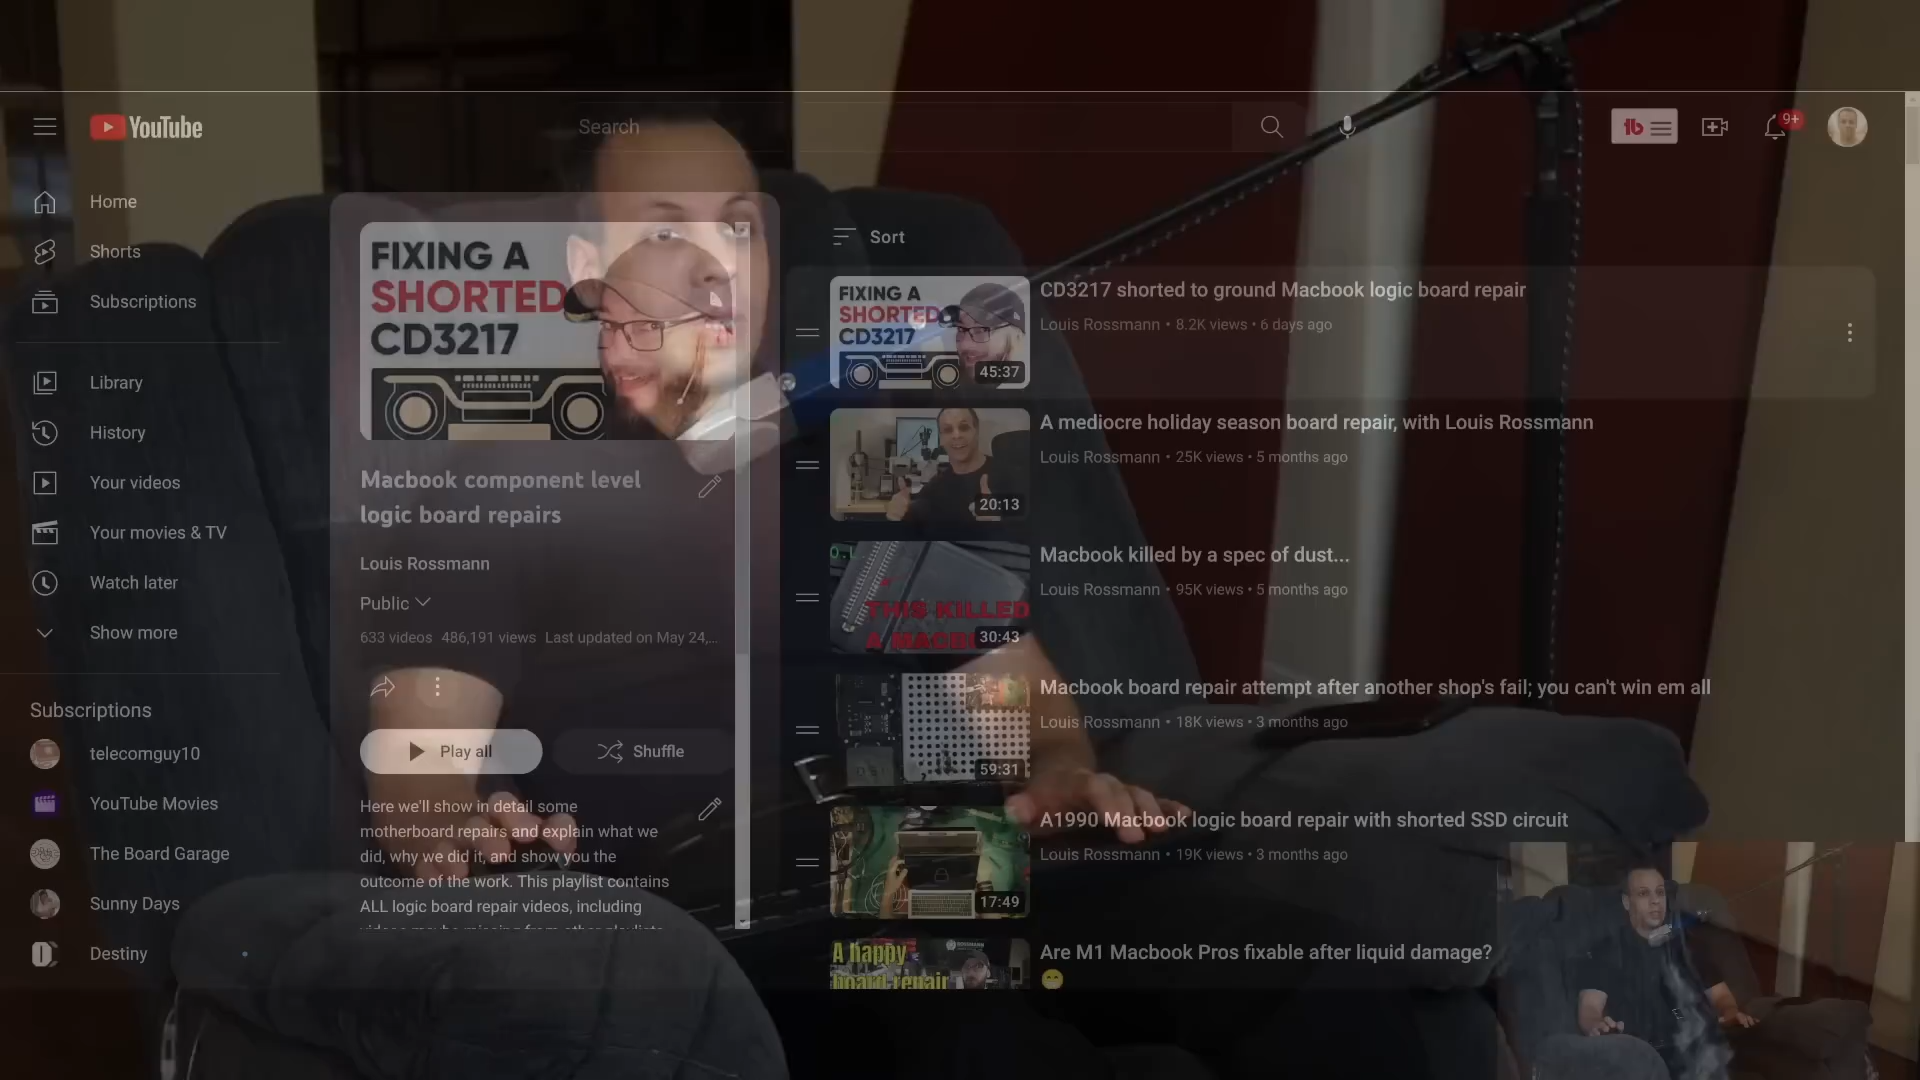 YouTube
Search
9+
Home
Shorts
Subscriptions
Library
History
Your videos
Your movies & TV
Watch later
Show more
Subscriptions
telecomguy10
YouTube Movies
The Board Garage
Sunny Days
Destiny
FIXING A
SHORTED
CD3217
Macbook component level
logic board repairs
Louis Rossmann
Public
633 videos 486,191 views Last updated on May 24,...
Play all
Shuffle
Here we'll show in detail some
motherboard repairs and explain what we
did, why we did it, and show you the
outcome of the work. This playlist contains
ALL logic board repair videos, including
Sort
FIXING A
SHORTED
CD3217
45:37
CD3217 shorted to ground Macbook logic board repair
Louis Rossmann • 8.2K views • 6 days ago
20:13
A mediocre holiday season board repair, with Louis Rossmann
Louis Rossmann • 25K views • 5 months ago
THIS KILLED
A MACB
30:43
Macbook killed by a spec of dust...
Louis Rossmann • 95K views • 5 months ago
59:31
Macbook board repair attempt after another shop's fail; you can't win em all
Louis Rossmann • 18K views • 3 months ago
17:49
A1990 Macbook logic board repair with shorted SSD circuit
Louis Rossmann • 19K views • 3 months ago
A happy
board repair
Are M1 Macbook Pros fixable after liquid damage?